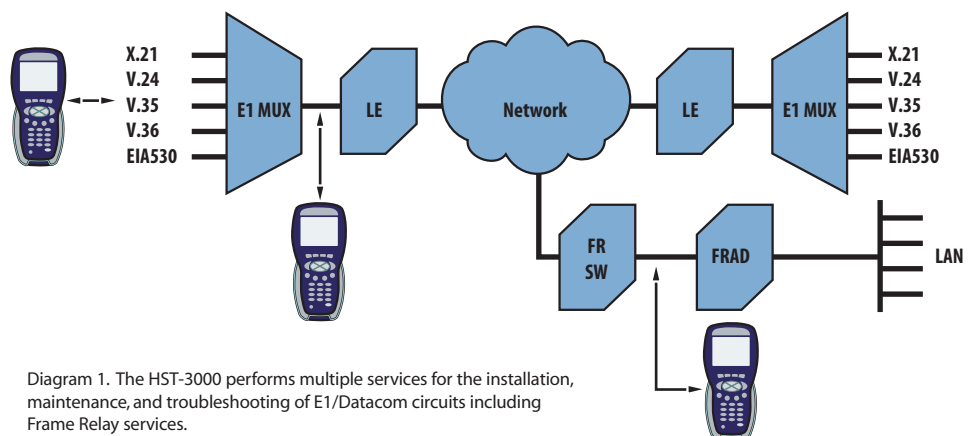 X.21
V.24
V.35
V.36
EIA530
E1 MUX
LE
Network
LE
E1 MUX
X.21
V.24
V.35
V.36
EIA530
FR
SW
FRAD
LAN
Diagram 1. The HST-3000 performs multiple services for the installation,
maintenance, and troubleshooting of E1/Datacom circuits including
Frame Relay services.